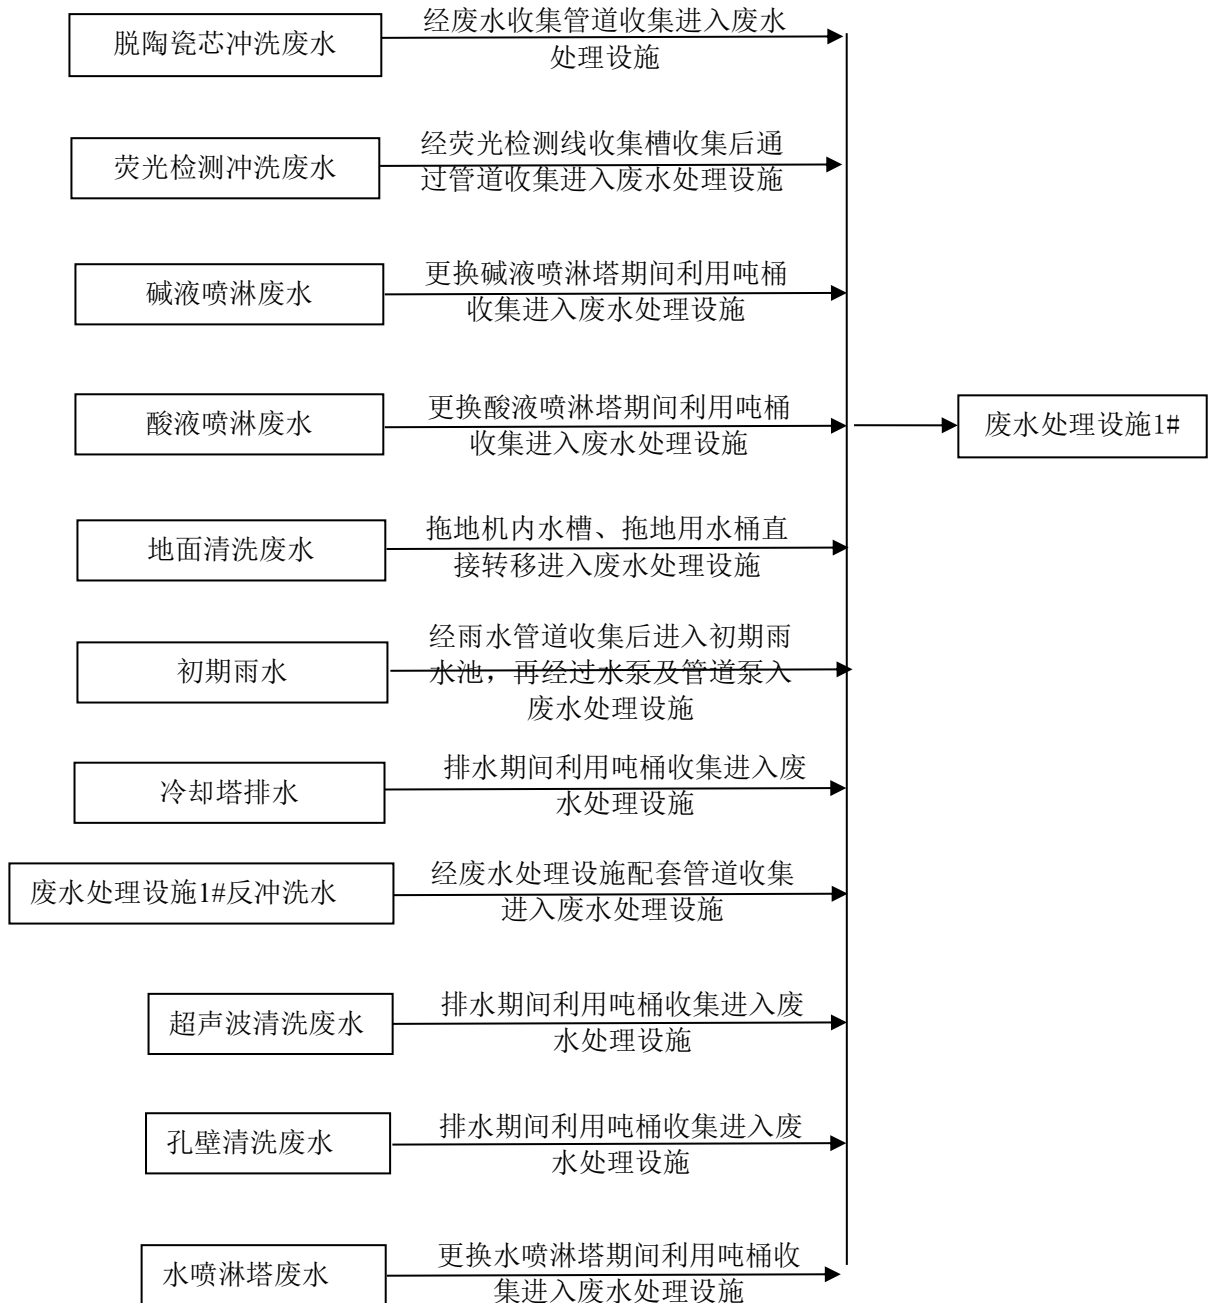 脱陶瓷芯冲洗废水
经废水收集管道收集进入废水
处理设施
荧光检测冲洗废水
经荧光检测线收集槽收集后通
过管道收集进入废水处理设施
碱液喷淋废水
更换碱液喷淋塔期间利用吨桶
收集进入废水处理设施
酸液喷淋废水
更换酸液喷淋塔期间利用吨桶
收集进入废水处理设施
废水处理设施1#
地面清洗废水
拖地机内水槽、拖地用水桶直
接转移进入废水处理设施
初期雨水
经雨水管道收集后进入初期雨
水池，再经过水泵及管道泵入
废水处理设施
冷却塔排水
排水期间利用吨桶收集进入废
水处理设施
废水处理设施1#反冲洗水
经废水处理设施配套管道收集
进入废水处理设施
超声波清洗废水
排水期间利用吨桶收集进入废
水处理设施
孔壁清洗废水
排水期间利用吨桶收集进入废
水处理设施
水喷淋塔废水
更换水喷淋塔期间利用吨桶收
集进入废水处理设施